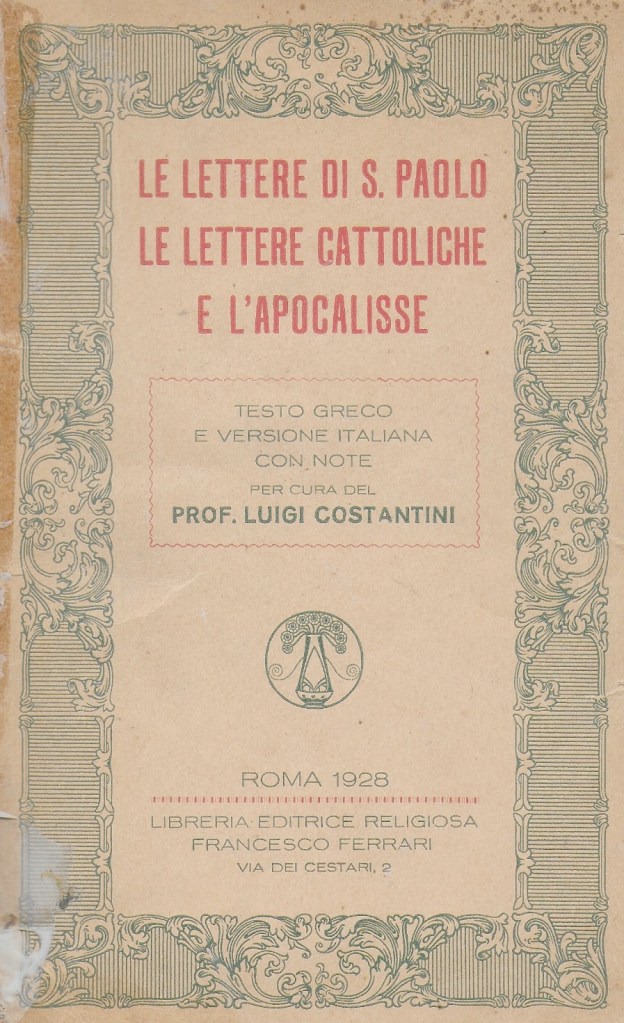 LE LETTERE DI S. PAOLO
LE LETTERE CATTOLICHE
E L'APOCALISSE
TESTO GRECO
E VERSIONE ITALIANA
CON NOTE
PER CURA DEL
PROF. LUIGI COSTANTINI
ROMA 1928
LIBRERIA EDITRICE RELIGIOSA
FRANCESCO FERRARI
VIA DEI CESTARI, 2